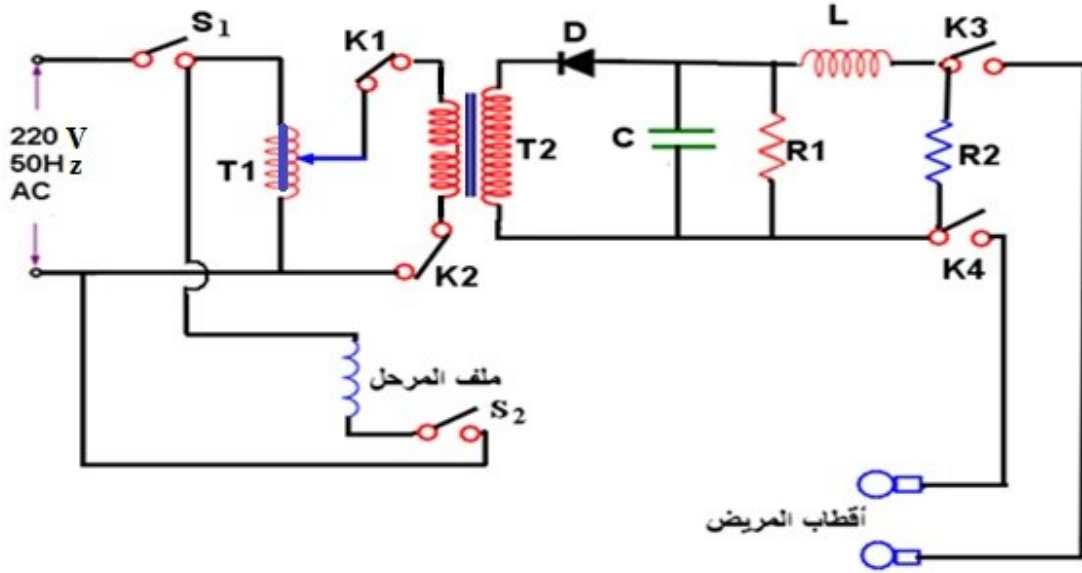 S1
K1
D
L
K3
220 V
50Hz
AC
T1
T2
C
R1
R2
K2
K4
ملف المرحل
S2
أقطاب المريض